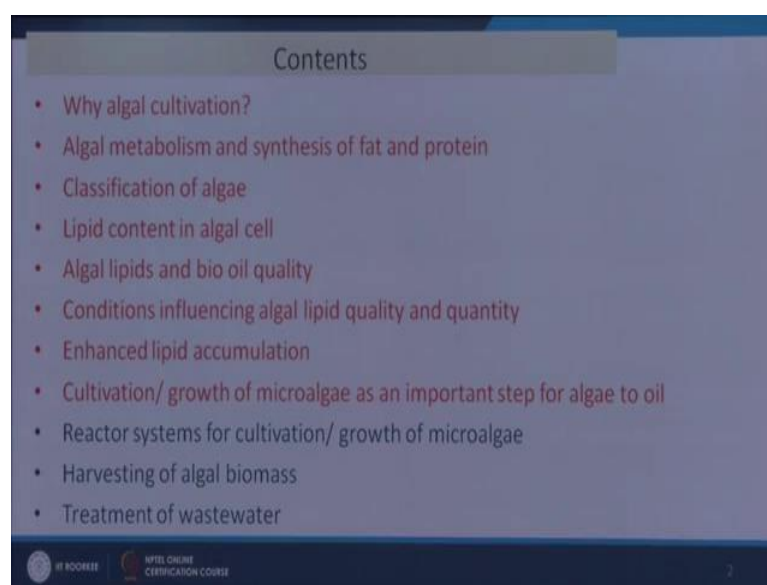 Contents
• Why algal cultivation?
• Algal metabolism and synthesis of fat and protein
• Classification of algae
• Lipid content in algal cell
• Algal lipids and bio oil quality
• Conditions influencing algal lipid quality and quantity
• Enhanced lipid accumulation
• Cultivation/ growth of microalgae as an important step for algae to oil
• Reactor systems for cultivation/ growth of microalgae
• Harvesting of algal biomass
• Treatment of wastewater
IIT ROORKEE
NPTEL ONLINE
CERTIFICATION COURSE
2